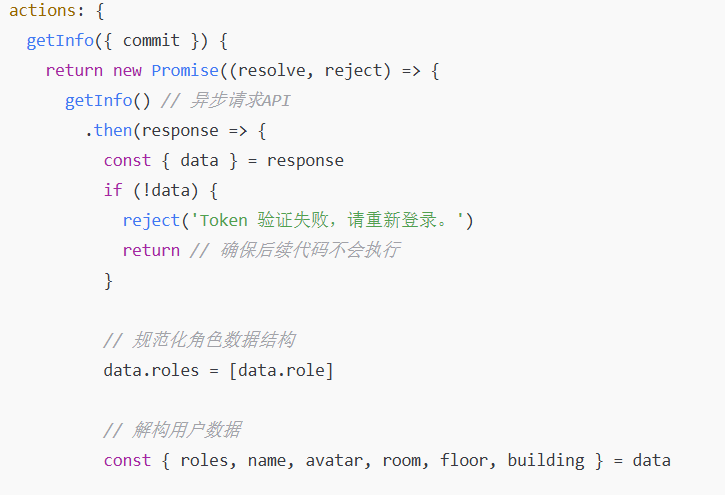 actions: {
  getInfo({ commit }) {
    return new Promise((resolve, reject) => {
      getInfo() // 异步请求API
        .then(response => {
          const { data } = response
          if (!data) {
            reject('Token 验证失败，请重新登录。')
            return // 确保后续代码不会执行
          }

          // 规范化角色数据结构
          data.roles = [data.role]

          // 解构用户数据
          const { roles, name, avatar, room, floor, building } = data